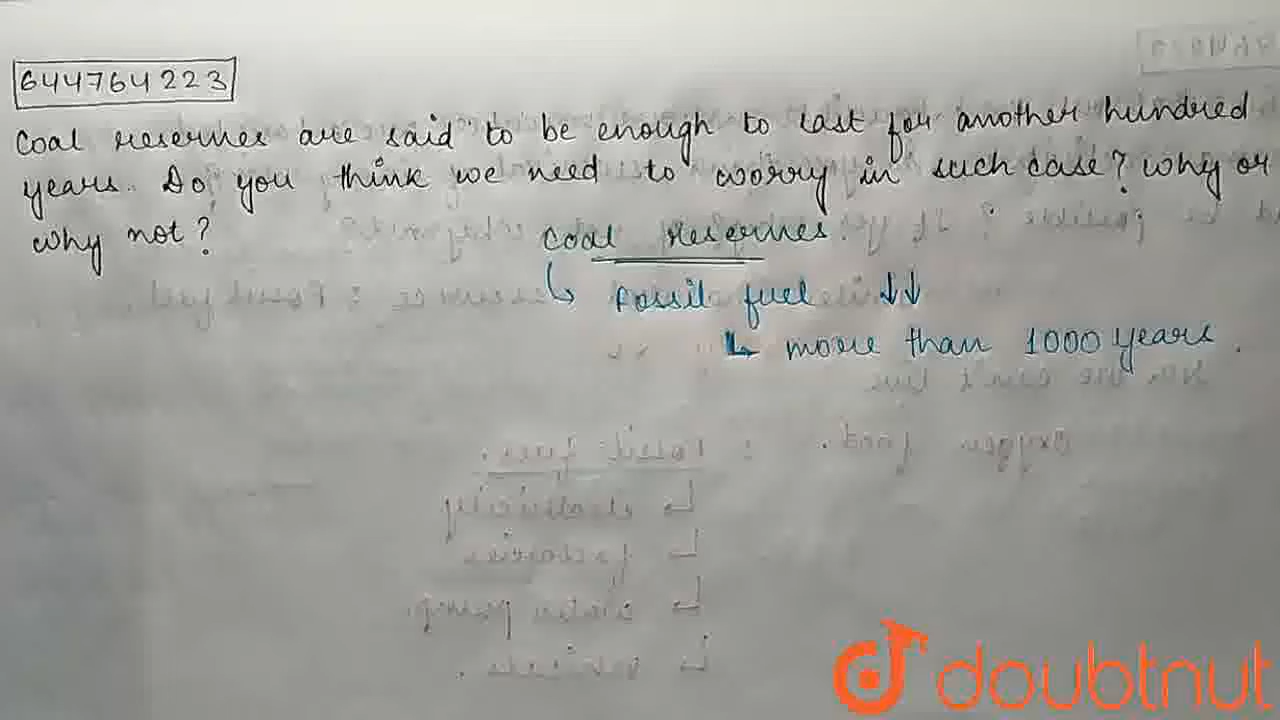 644764223
Coal reserves are said to be enough to last for another hundred
years. Do you think we need to worry in such case? Why or
why not?
Coal reserves.
↳ Fossil fuel ↓↓
↳ more than 1000 years.
doubtnut